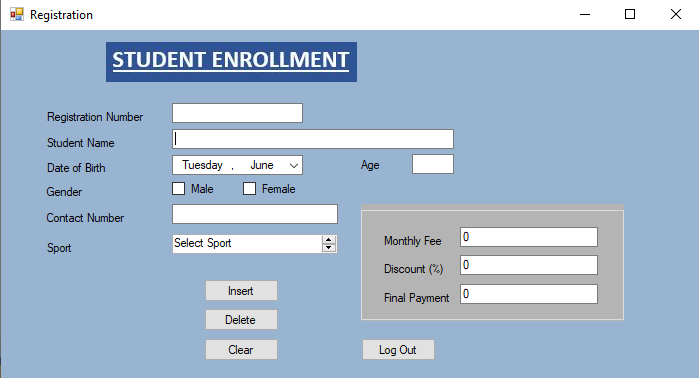 Registration
STUDENT ENROLLMENT
Registration Number
Student Name
Date of Birth Tuesday , June Age
Gender Male Female
Contact Number
Sport Select Sport
Monthly Fee 0
Discount (%) 0
Final Payment 0
Insert
Delete
Clear Log Out